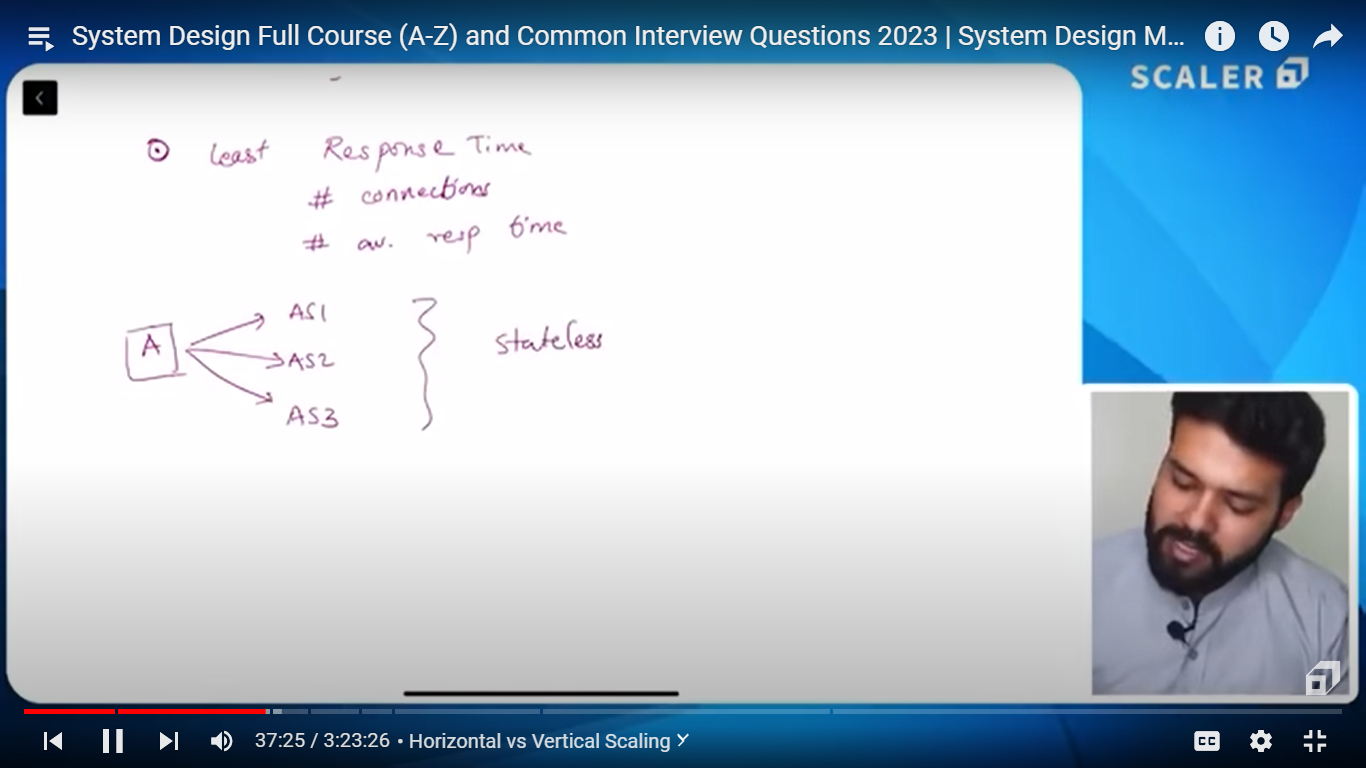 System Design Full Course (A-Z) and Common Interview Questions 2023 | System Design M...
SCALER
Least Response Time
# connections
# av. resp time
A
AS1
AS2
AS3
Stateless
37:25 / 3:23:26 • Horizontal vs Vertical Scaling
CC